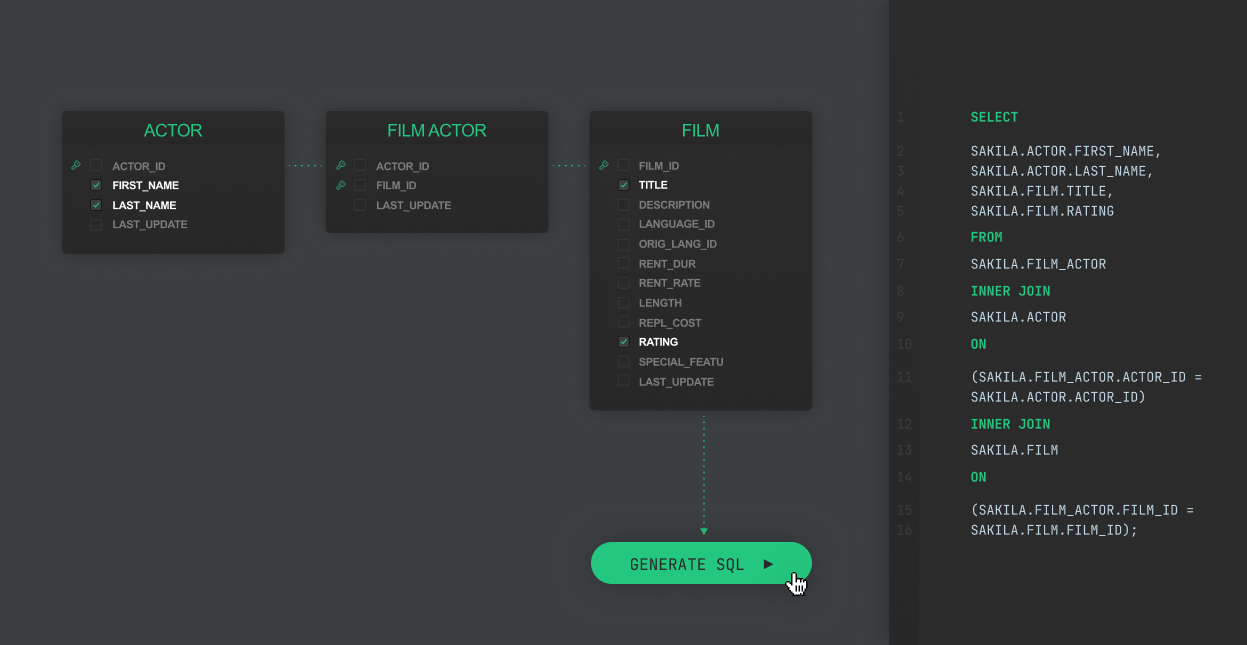 ACTOR
ACTOR_ID
FIRST_NAME
LAST_NAME
LAST_UPDATE
FILM ACTOR
ACTOR_ID
FILM_ID
LAST_UPDATE
FILM
FILM_ID
TITLE
DESCRIPTION
LANGUAGE_ID
ORIG_LANG_ID
RENT_DUR
RENT_RATE
LENGTH
REPL_COST
RATING
SPECIAL_FEATU
LAST_UPDATE
GENERATE SQL
1 SELECT
2 SAKILA.ACTOR.FIRST_NAME,
3 SAKILA.ACTOR.LAST_NAME,
4 SAKILA.FILM.TITLE,
5 SAKILA.FILM.RATING
6 FROM
7 SAKILA.FILM_ACTOR
8 INNER JOIN
9 SAKILA.ACTOR
10 ON
11 (SAKILA.FILM_ACTOR.ACTOR_ID =
SAKILA.ACTOR.ACTOR_ID)
12 INNER JOIN
13 SAKILA.FILM
14 ON
15 (SAKILA.FILM_ACTOR.FILM_ID =
16 SAKILA.FILM.FILM_ID);